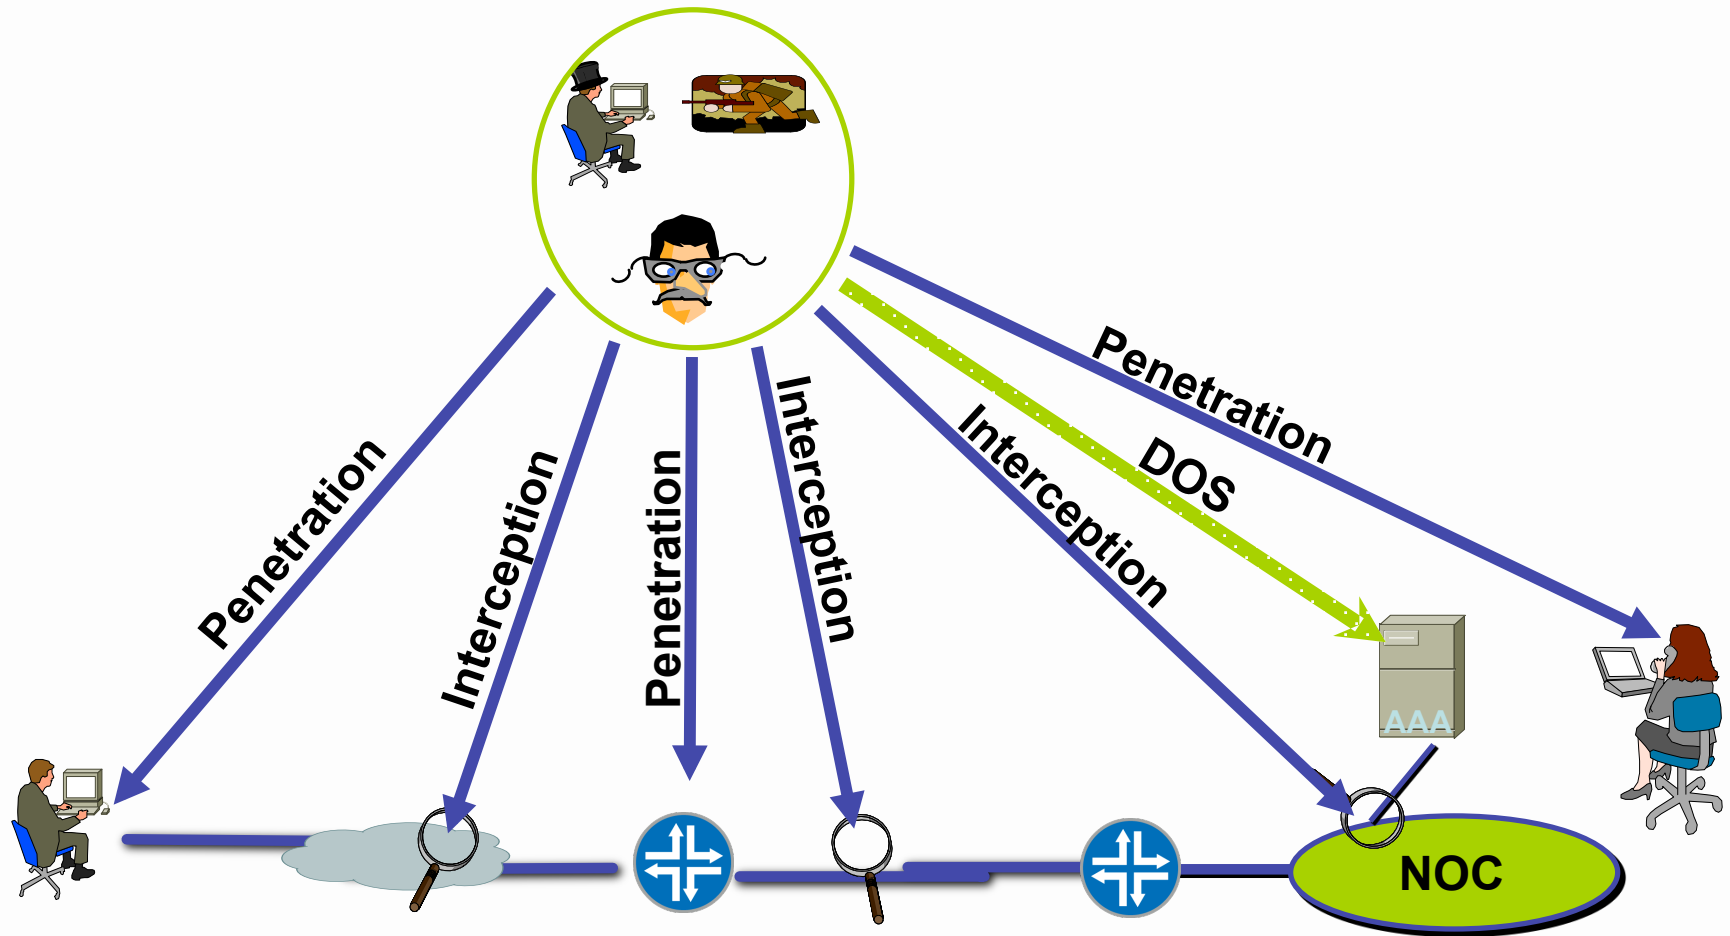 Penetration
Interception
Penetration
Interception
Interception
DOS
Penetration
AAA
NOC